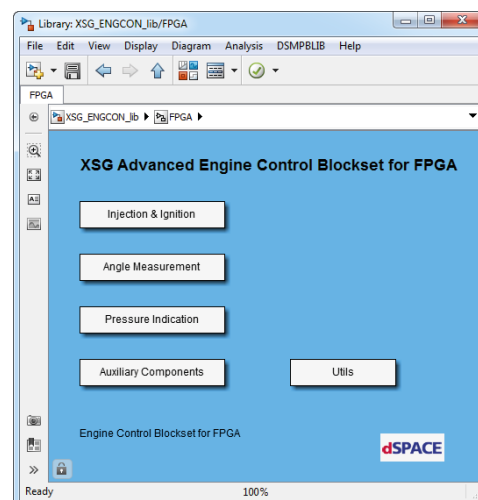 Library: XSG_ENGCON_lib/FPGA
File Edit View Display Diagram Analysis DSMPBLIB Help
FPGA
XSG_ENGCON_lib FPGA
XSG Advanced Engine Control Blockset for FPGA
Injection & Ignition
Angle Measurement
Pressure Indication
Auxiliary Components Utils
Engine Control Blockset for FPGA
dSPACE
Ready 100%